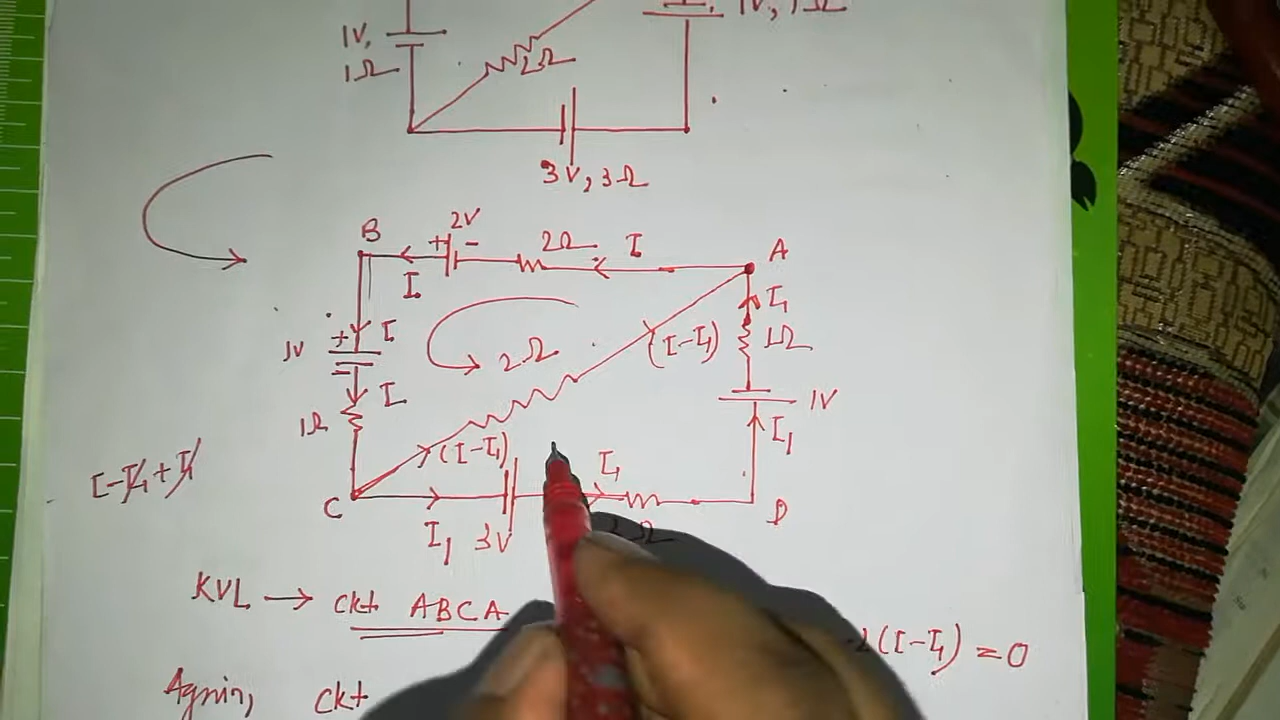 1V, 1Ω
1V,
1Ω
2Ω
3V, 3Ω
B + 2V - 2Ω I A
I
1V + - I
I
1Ω
2Ω
(I-I₁)
I₁
1Ω
1V
I₁
(I-I₁)
I₁
C I₁ 3V D
I-I₁+I₁
KVL → Ckt ABCA
2(I-I₁) = 0
Again, Ckt